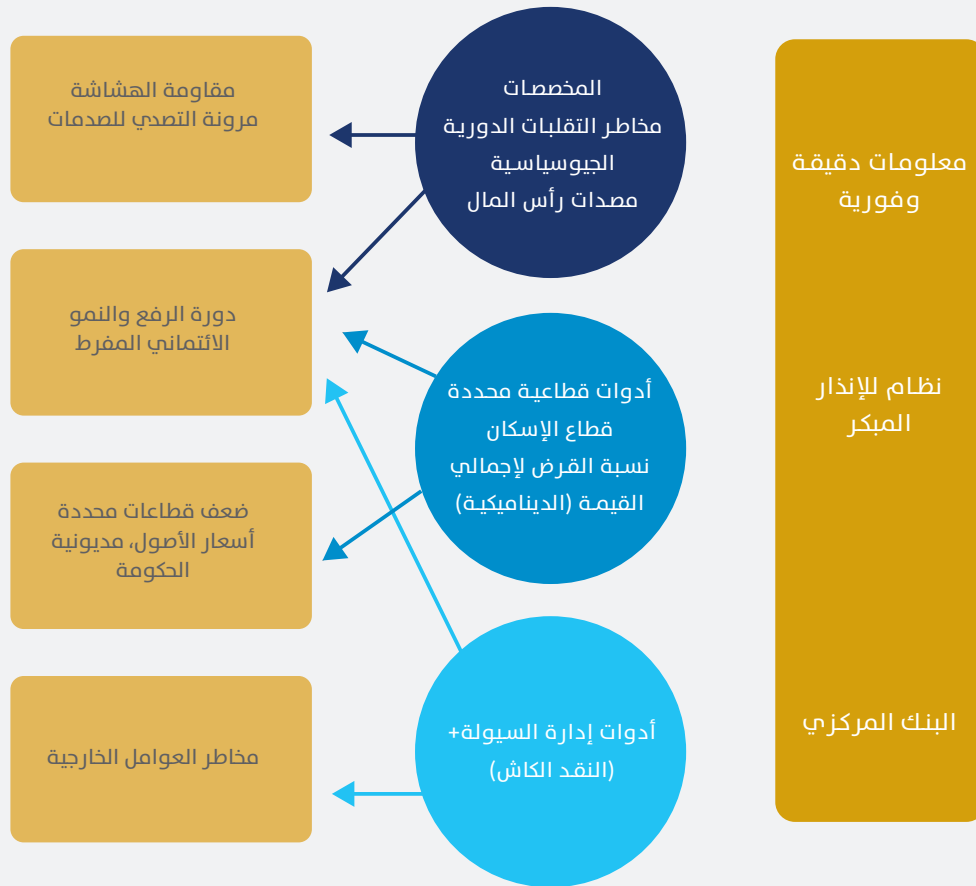 معلومات دقيقة
وفورية
نظام للإنذار
المبكر
البنك المركزي
المخصصات
مخاطر التقلبات الدورية
الجيوسياسية
مصدات رأس المال
أدوات قطاعية محددة
قطاع الإسكان
نسبة القرض لإجمالي
القيمة (الديناميكية)
أدوات إدارة السيولة+
(النقد الكاش)
مقاومة الهشاشة
مرونة التصدي للصدمات
دورة الرفع والنمو
الائتماني المفرط
ضعف قطاعات محددة
أسعار الأصول، مديونية
الحكومة
مخاطر العوامل الخارجية